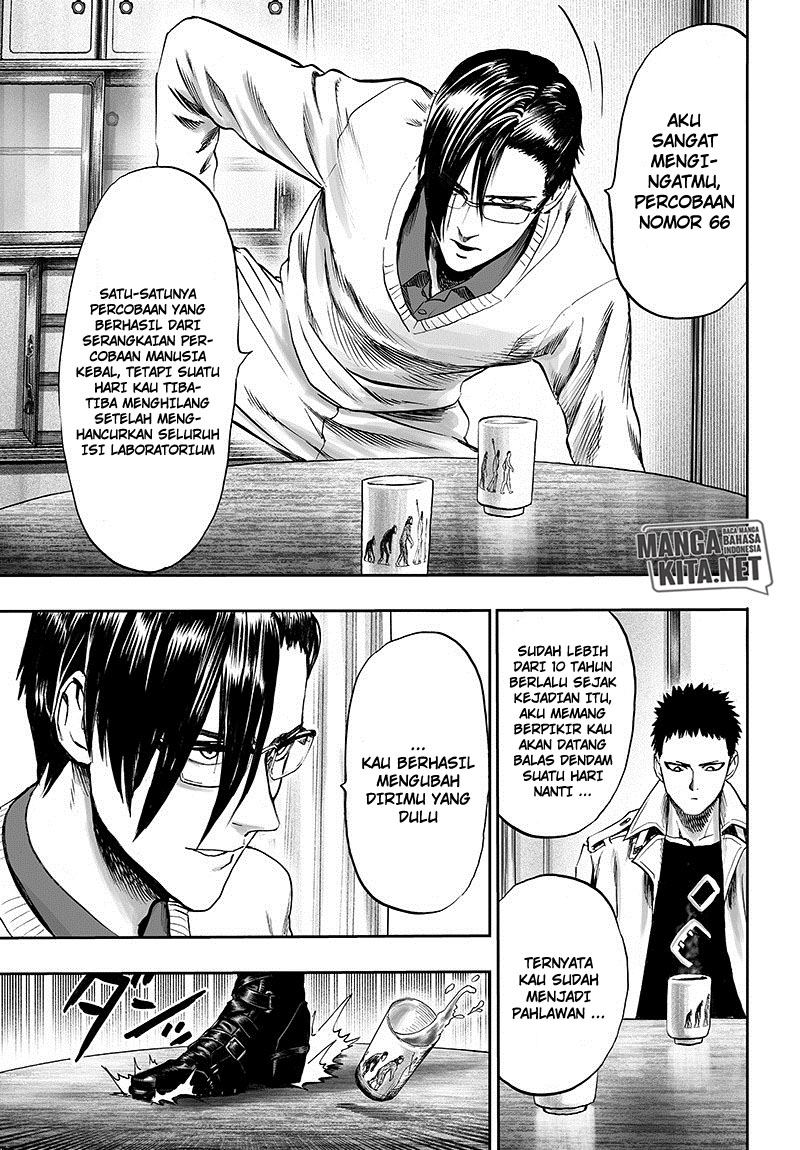 AKU
SANGAT
MENGI-
NGATMU,
PERCOBAAN
NOMOR 66
SATU-SATUNYA
PERCOBAAN YANG
BERHASIL DARI
SERANGKAIAN PER-
COBAAN MANUSIA
KEBAL, TETAPI SUATU
HARI KAU TIBA-
TIBA MENGHILANG
SETELAH MENG-
HANCURKAN SELURUH
ISI LABORATORIUM
MANGA
KITA.NET
BACA MANGA
BAHASA
INDONESIA
SUDAH LEBIH
DARI 10 TAHUN
BERLALU SEJAK
KEJADIAN ITU,
AKU MEMANG
BERPIKIR KAU
AKAN DATANG
BALAS DENDAM
SUATU HARI
NANTI ...
TERNYATA
KAU SUDAH
MENJADI
PAHLAWAN ...
...
KAU BERHASIL
MENGUBAH
DIRIMU YANG
DULU
ダン